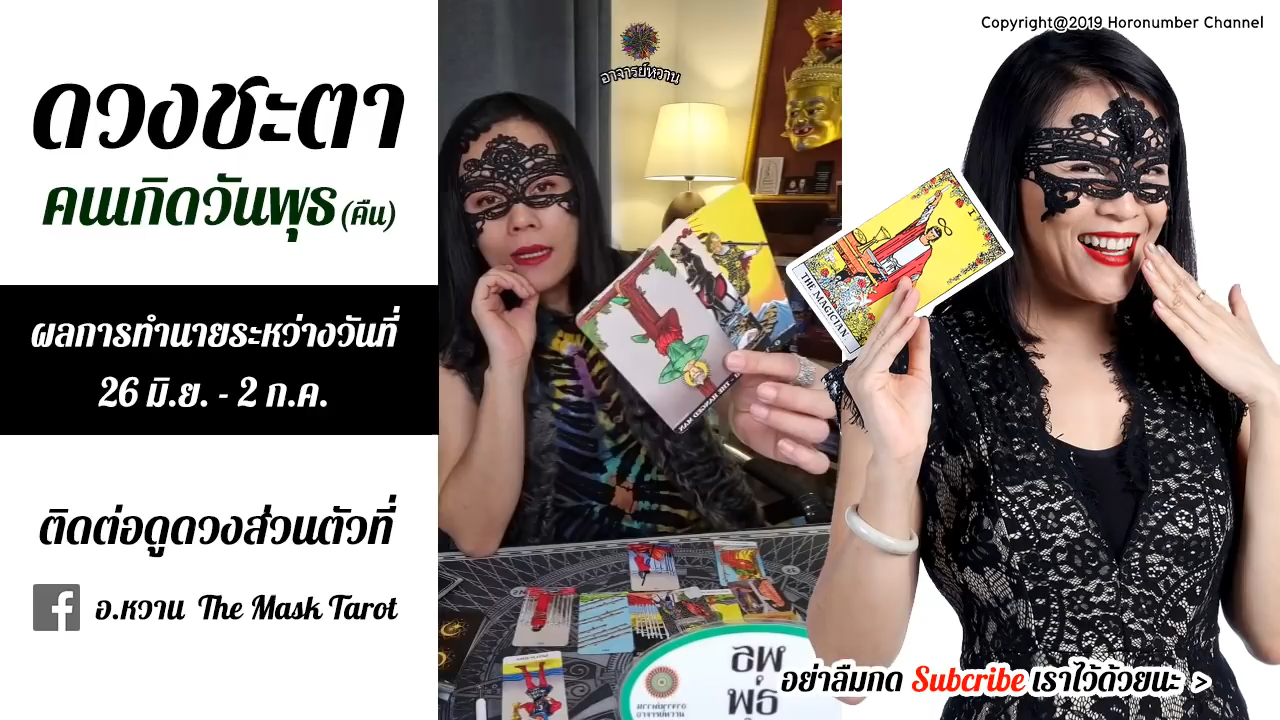 Copyright@2019 Horonumber Channel
ดวงชะตา
คนเกิดวันพุธ (คืน)
ผลการทำนายระหว่างวันที่
26 มิ.ย. - 2 ก.ค.
ติดต่อดูดวงส่วนตัวที่
f อ.หวาน The Mask Tarot
อาจารย์หวาน
THE HANGED MAN
I
THE MAGICIAN
อย่าลืมกด Subcribe เราไว้ด้วยนะ >